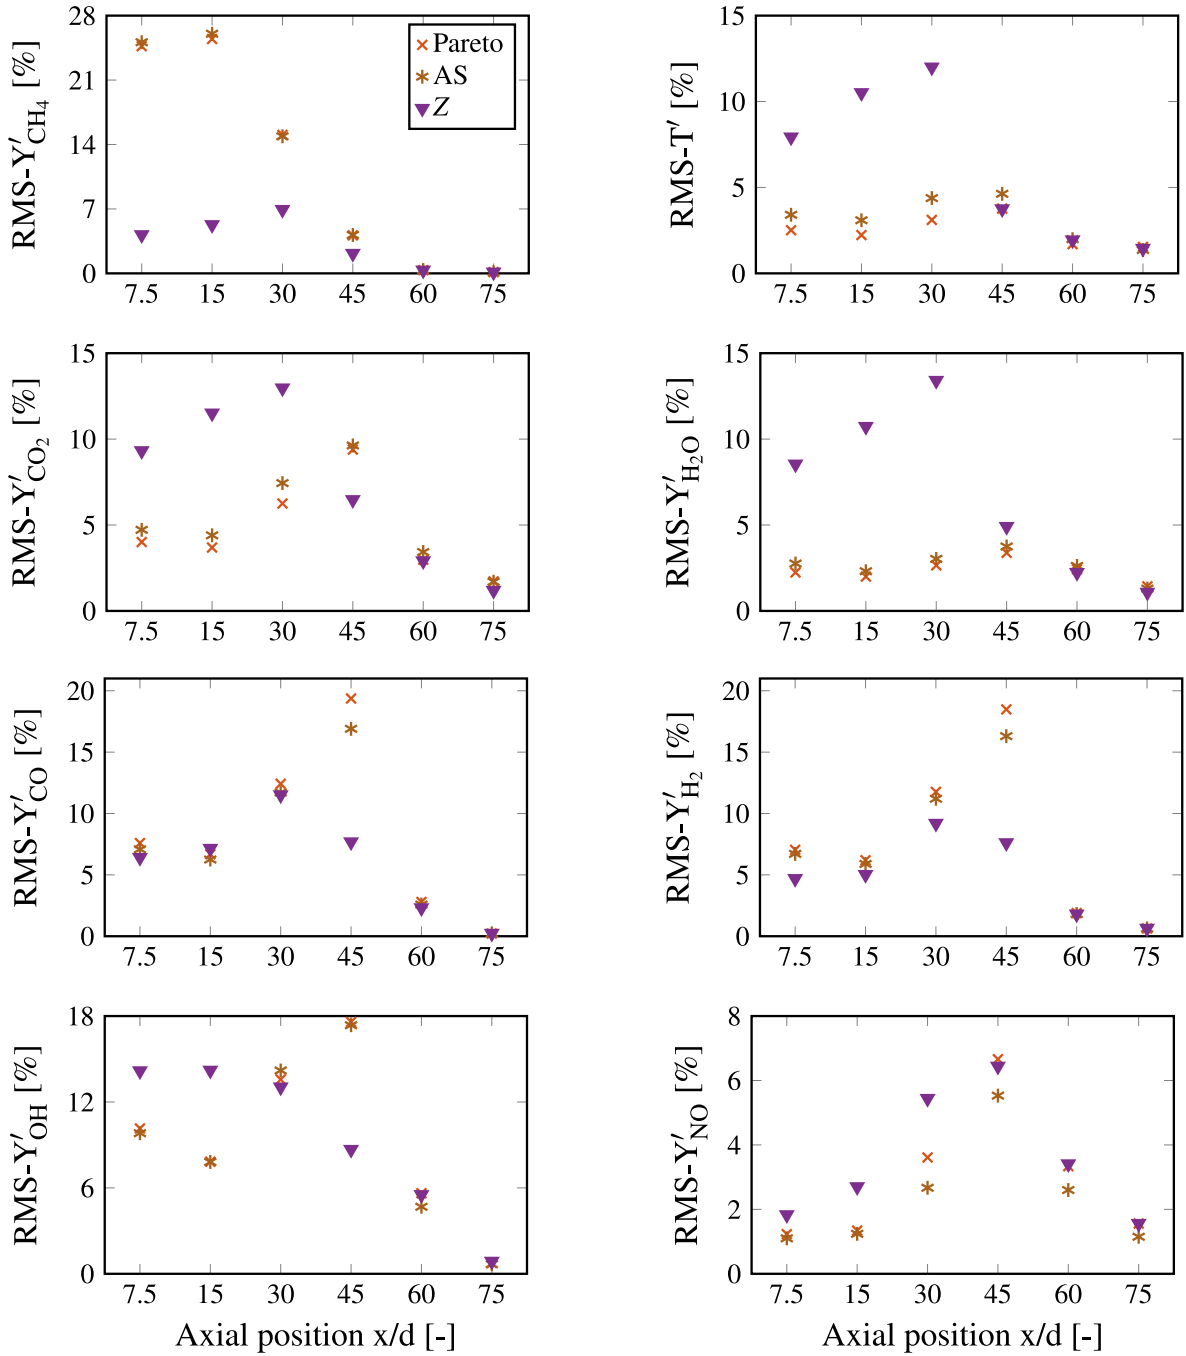 28
21
14
7
0
RMS-Y′CH4 [%]
Pareto
AS
Z
7.5 15 30 45 60 75
15
10
5
0
RMS-T′ [%]
7.5 15 30 45 60 75
15
10
5
0
RMS-Y′CO2 [%]
7.5 15 30 45 60 75
15
10
5
0
RMS-Y′H2O [%]
7.5 15 30 45 60 75
20
15
10
5
0
RMS-Y′CO [%]
7.5 15 30 45 60 75
20
15
10
5
0
RMS-Y′H2 [%]
7.5 15 30 45 60 75
18
12
6
0
RMS-Y′OH [%]
7.5 15 30 45 60 75
Axial position x/d [-]
8
6
4
2
0
RMS-Y′NO [%]
7.5 15 30 45 60 75
Axial position x/d [-]